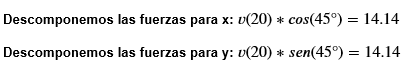 Descomponemos las fuerzas para x: v(20) * cos(45°) = 14.14
Descomponemos las fuerzas para y: v(20) * sen(45°) = 14.14